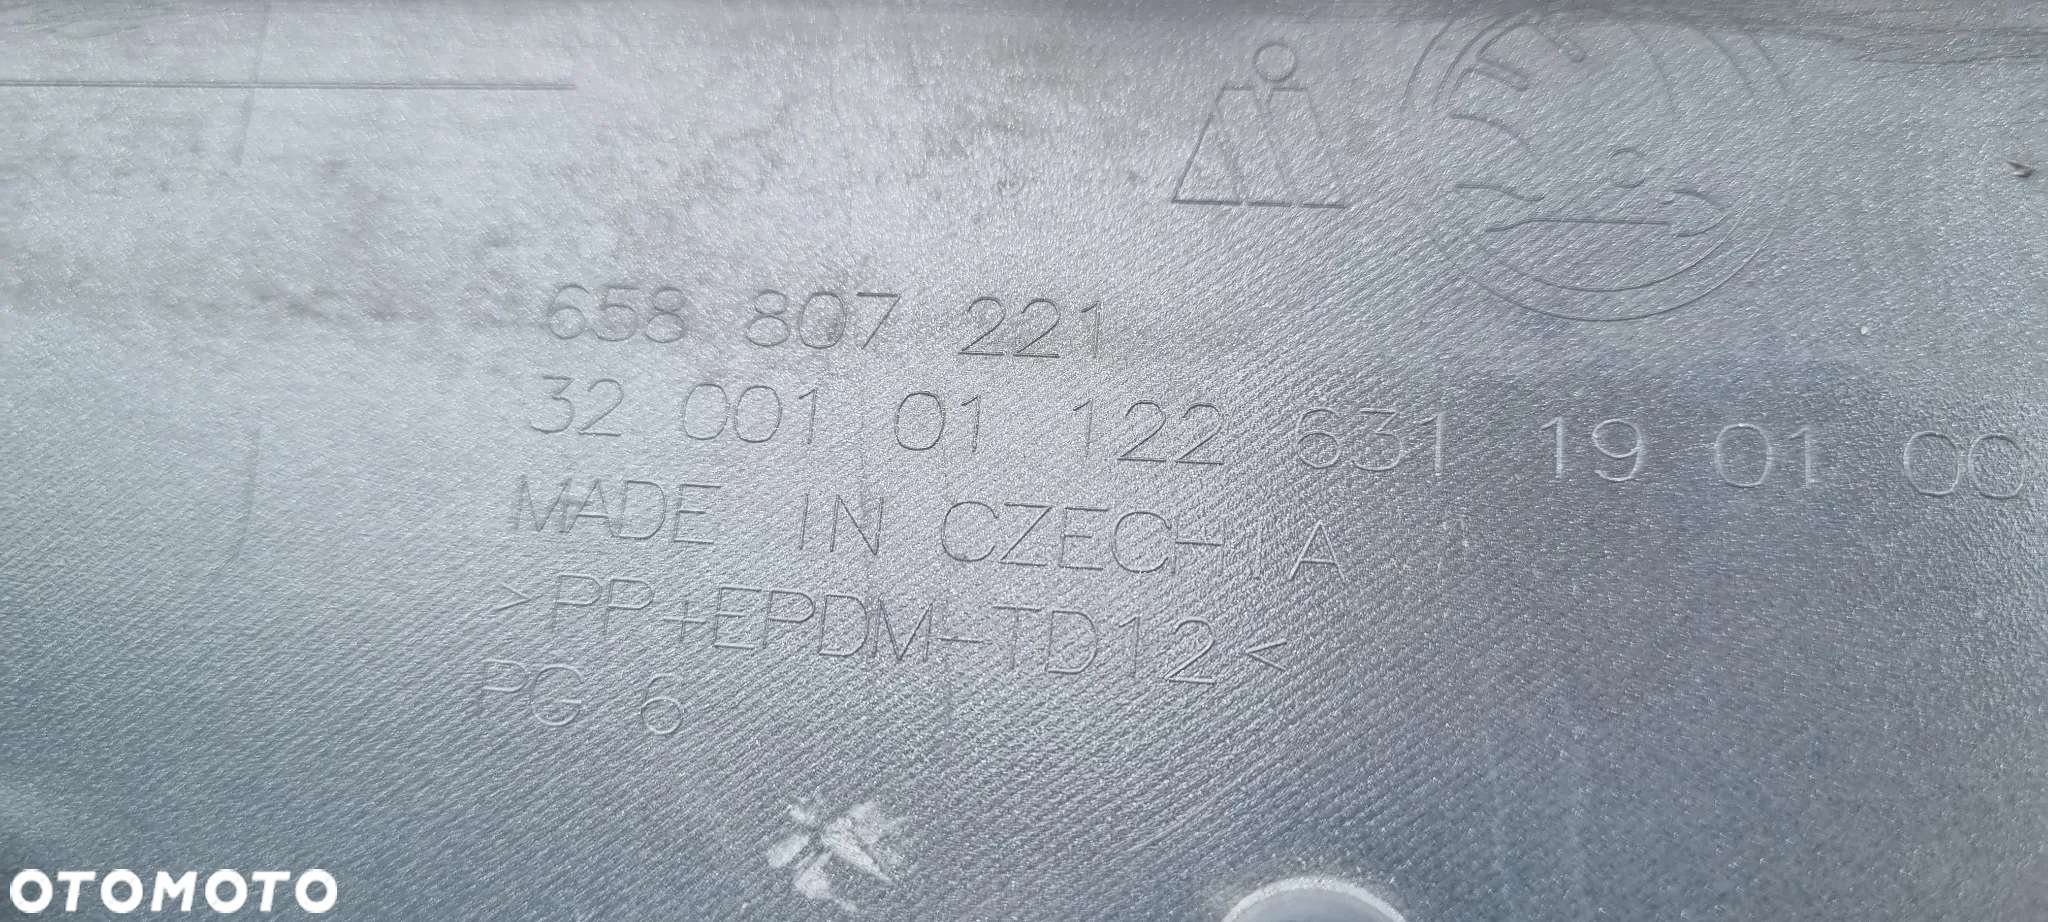 658 807 221
32 001 01 122 631 19 01 00
MADE IN CZECHIA
>PP+EPDM-TD12<
PG 6
OTOMOTO